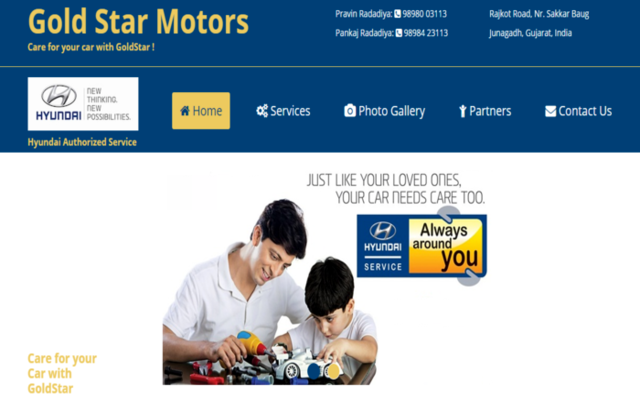 Gold Star Motors
Care for your car with GoldStar !
Pravin Radadiya: 98980 03113
Pankaj Radadiya: 98984 23113
Rajkot Road, Nr. Sakkar Baug
Junagadh, Gujarat, India
HYUNDAI
NEW
THINKING.
NEW
POSSIBILITIES.
Hyundai Authorized Service
Home
Services
Photo Gallery
Partners
Contact Us
JUST LIKE YOUR LOVED ONES,
YOUR CAR NEEDS CARE TOO.
HYUNDAI
SERVICE
Always
around
you
Care for your
Car with
GoldStar